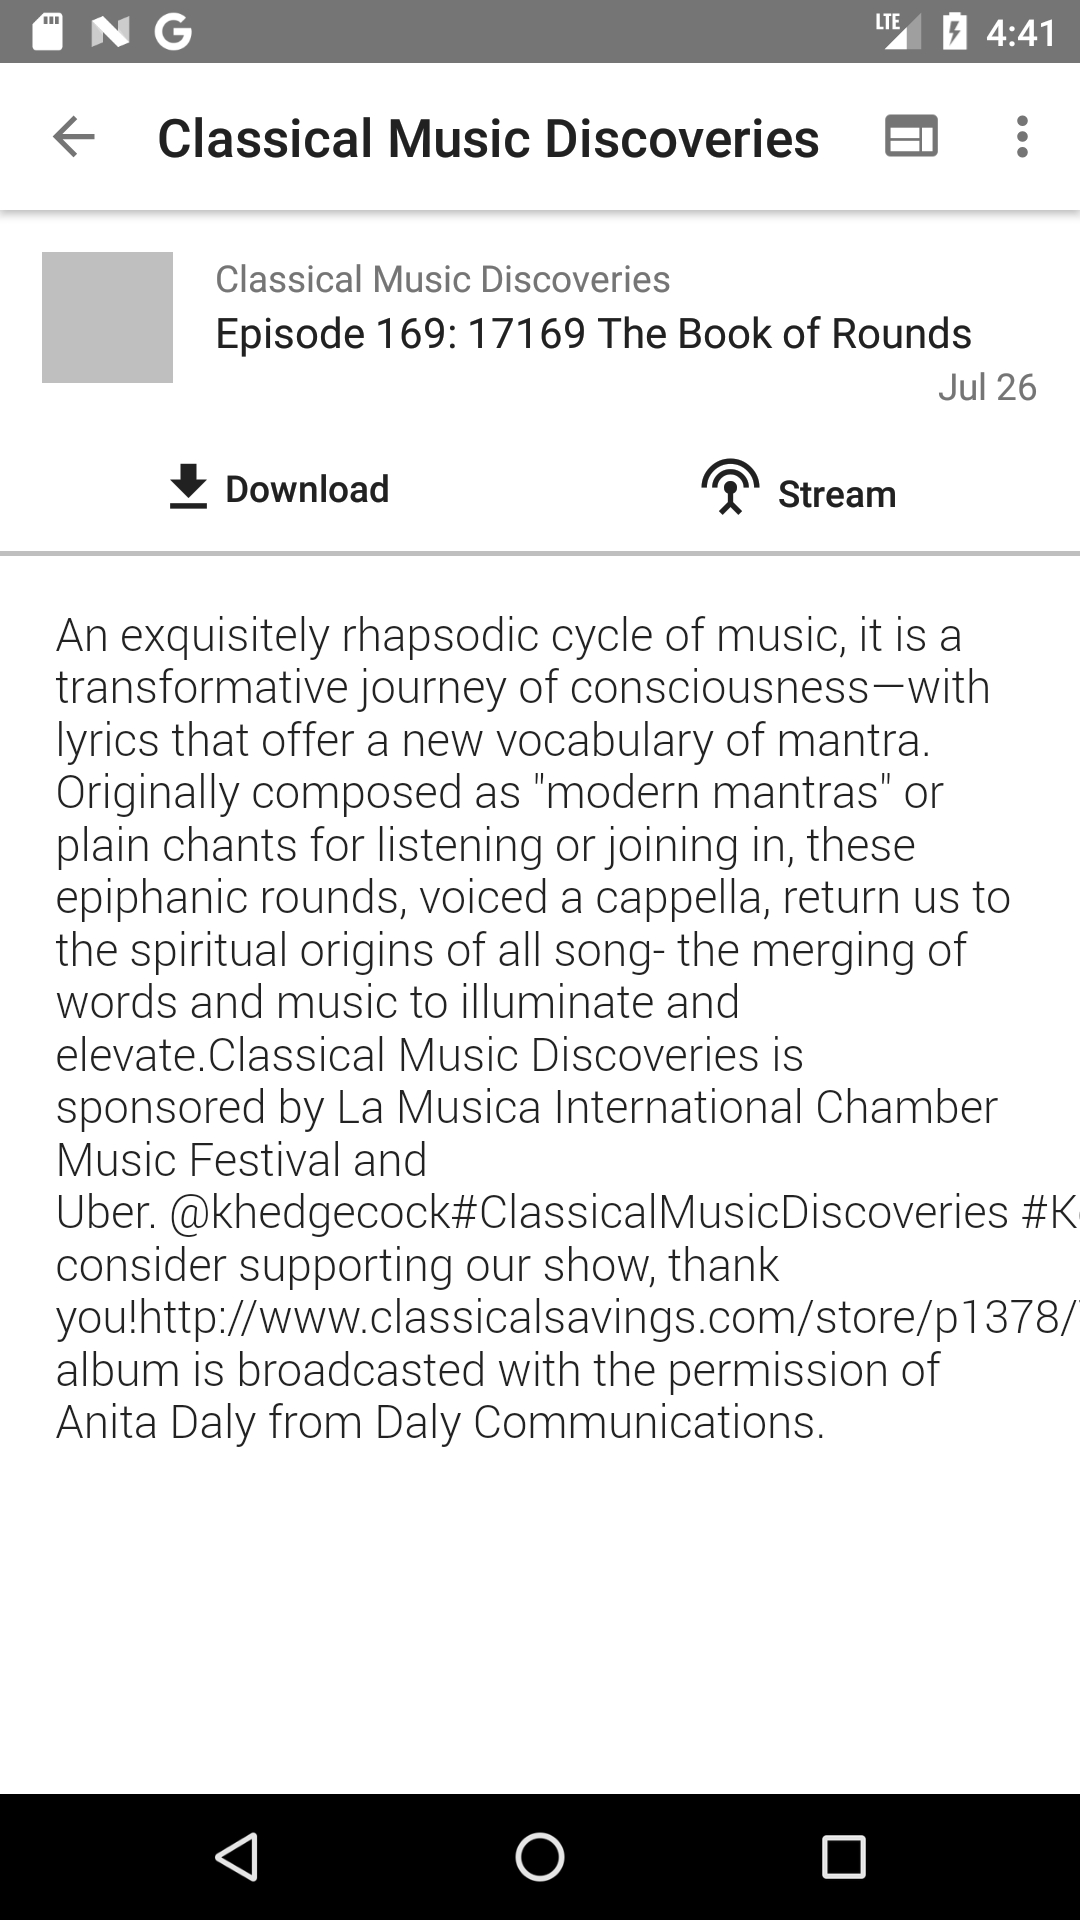 LTE 4:41
Classical Music Discoveries
Classical Music Discoveries
Episode 169: 17169 The Book of Rounds
Jul 26
Download
Stream
An exquisitely rhapsodic cycle of music, it is a
transformative journey of consciousness—with
lyrics that offer a new vocabulary of mantra.
Originally composed as "modern mantras" or
plain chants for listening or joining in, these
epiphanic rounds, voiced a cappella, return us to
the spiritual origins of all song- the merging of
words and music to illuminate and
elevate.Classical Music Discoveries is
sponsored by La Musica International Chamber
Music Festival and
Uber. @khedgecock#ClassicalMusicDiscoveries
consider supporting our show, thank
you!http://www.classicalsavings.com/store/p1378/
album is broadcasted with the permission of
Anita Daly from Daly Communications.